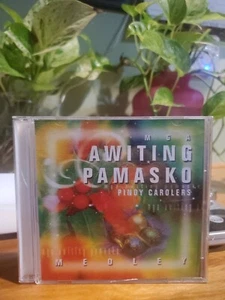 MGA
AWITING
PAMASKO
PINOY CAROLERS
MEDLEY